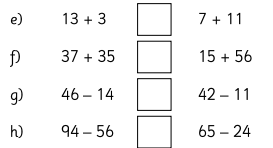 e) 13 + 3 7 + 11
f) 37 + 35 15 + 56
g) 46 – 14 42 – 11
h) 94 – 56 65 – 24